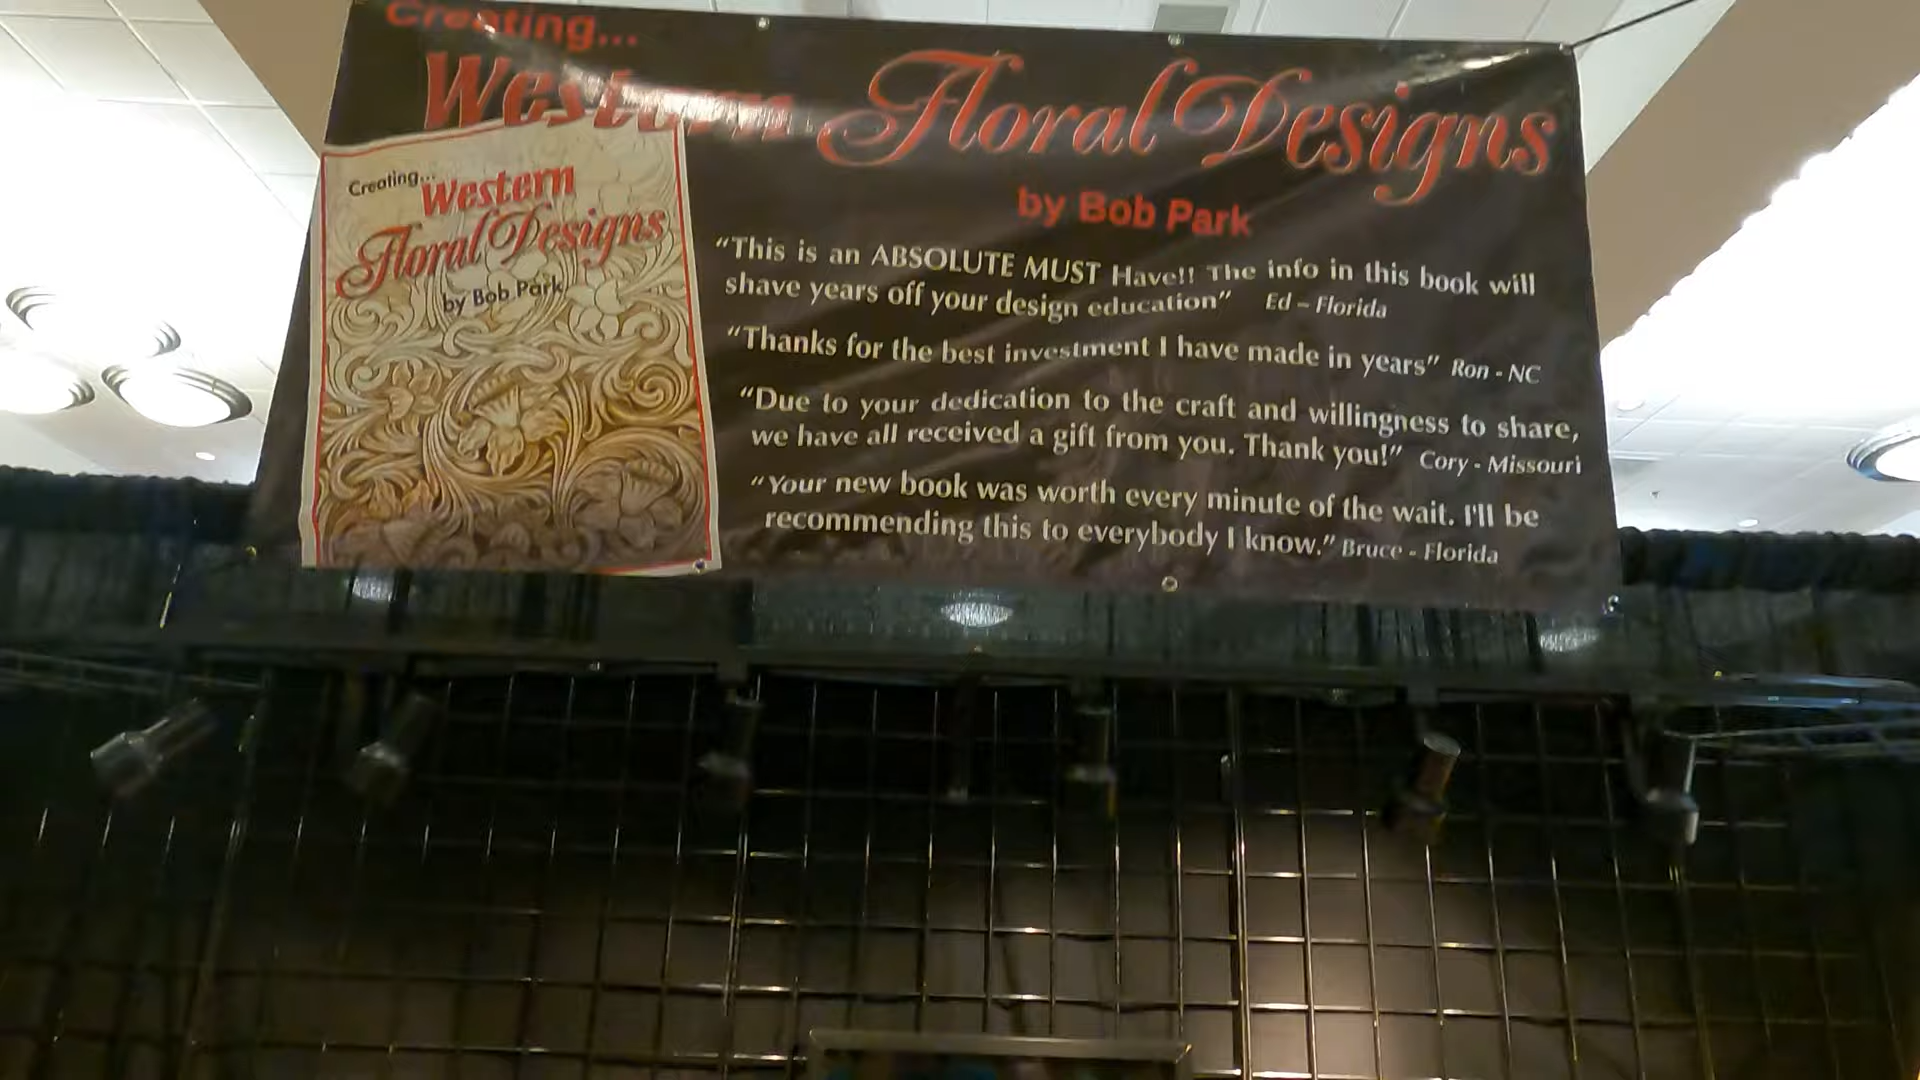 Creating...
Western Floral Designs
by Bob Park
Creating...
Western
Floral Designs
by Bob Park
“This is an ABSOLUTE MUST Have!! The info in this book will
shave years off your design education” Ed – Florida
“Thanks for the best investment I have made in years” Ron - NC
“Due to your dedication to the craft and willingness to share,
we have all received a gift from you. Thank you!” Cory - Missouri
“Your new book was worth every minute of the wait. I'll be
recommending this to everybody I know.” Bruce - Florida